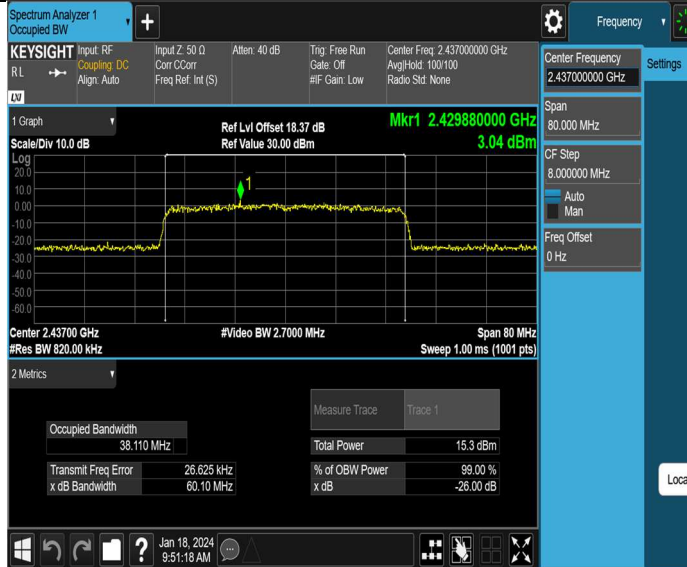 Spectrum Analyzer 1
Occupied BW
Frequency
KEYSIGHT
RL
LXI
Input: RF
Coupling: DC
Align: Auto
Input Z: 50 Ω
Corr CCorr
Freq Ref: Int (S)
Atten: 40 dB
Trig: Free Run
Gate: Off
#IF Gain: Low
Center Freq: 2.437000000 GHz
Avg|Hold: 100/100
Radio Std: None
Center Frequency
2.437000000 GHz
Settings
Span
80.000 MHz
CF Step
8.000000 MHz
Auto
Man
Freq Offset
0 Hz
Local
1 Graph
Scale/Div 10.0 dB
Ref Lvl Offset 18.37 dB
Ref Value 30.00 dBm
Mkr1 2.429880000 GHz
3.04 dBm
Log
20.0
10.0
0.00
-10.0
-20.0
-30.0
-40.0
-50.0
-60.0
1
Center 2.43700 GHz
#Video BW 2.7000 MHz
Span 80 MHz
#Res BW 820.00 kHz
Sweep 1.00 ms (1001 pts)
2 Metrics
Measure Trace
Trace 1
Occupied Bandwidth
38.110 MHz
Total Power
15.3 dBm
Transmit Freq Error
26.625 kHz
% of OBW Power
99.00 %
x dB Bandwidth
60.10 MHz
x dB
-26.00 dB
?
Jan 18, 2024
9:51:18 AM